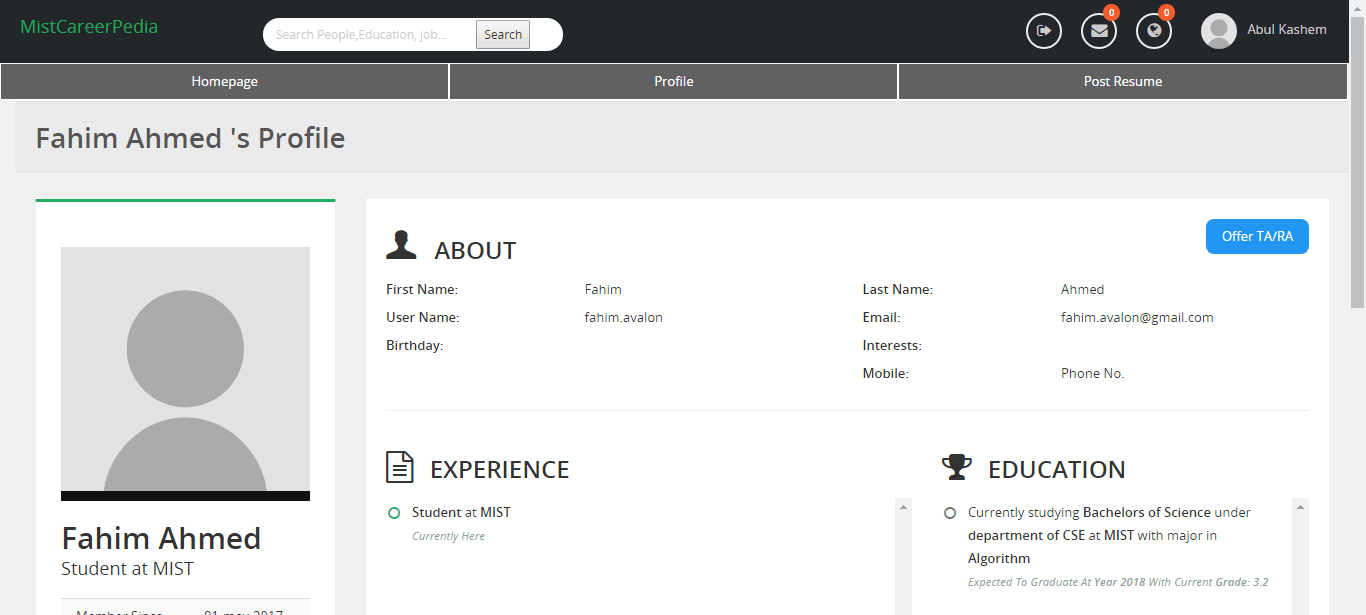 MistCareerPedia
Search People,Education, job...
Search
0
0
Abul Kashem
Homepage
Profile
Post Resume
Fahim Ahmed 's Profile
ABOUT
Offer TA/RA
First Name: Fahim
Last Name: Ahmed
User Name: fahim.avalon
Email: fahim.avalon@gmail.com
Birthday:
Interests:
Mobile: Phone No.
Fahim Ahmed
Student at MIST
Member Since 01 may 2017
EXPERIENCE
Student at MIST
Currently Here
EDUCATION
Currently studying Bachelors of Science under
department of CSE at MIST with major in
Algorithm
Expected To Graduate At Year 2018 With Current Grade: 3.2